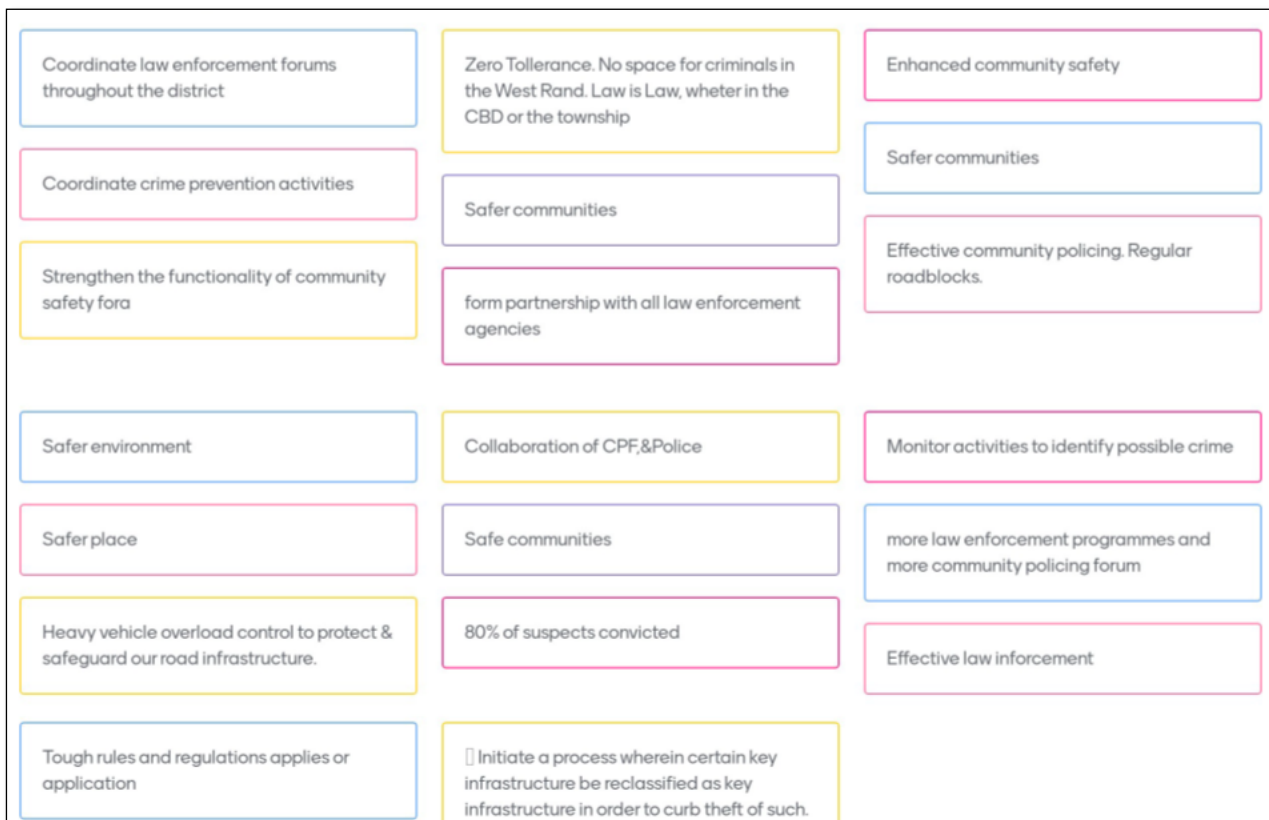 Coordinate law enforcement forums
throughout the district
Coordinate crime prevention activities
Strengthen the functionality of community
safety fora
Zero Tollerance. No space for criminals in
the West Rand. Law is Law, wheter in the
CBD or the township
Safer communities
form partnership with all law enforcement
agencies
Enhanced community safety
Safer communities
Effective community policing. Regular
roadblocks.
Safer environment
Safer place
Heavy vehicle overload control to protect &
safeguard our road infrastructure.
Collaboration of CPF,&Police
Safe communities
80% of suspects convicted
Monitor activities to identify possible crime
more law enforcement programmes and
more community policing forum
Effective law inforcement
Tough rules and regulations applies or
application
Initiate a process wherein certain key
infrastructure be reclassified as key
infrastructure in order to curb theft of such.